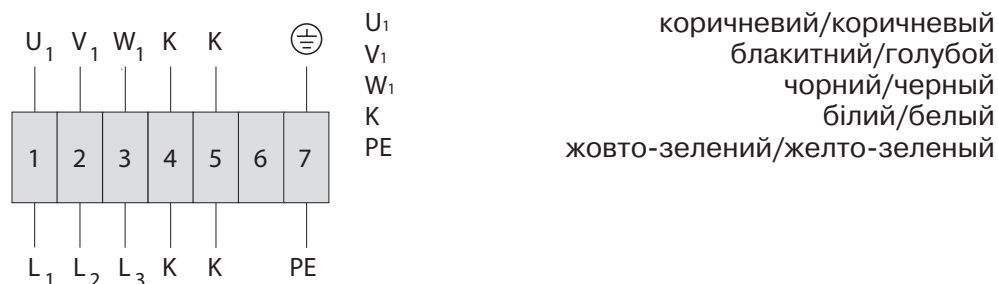 U1 V1 W1 K K
1 2 3 4 5 6 7
L1 L2 L3 K K PE
U1 коричневий/коричневый
V1 блакитний/голубой
W1 чорний/черный
K білий/белый
PE жовто-зелений/желто-зеленый